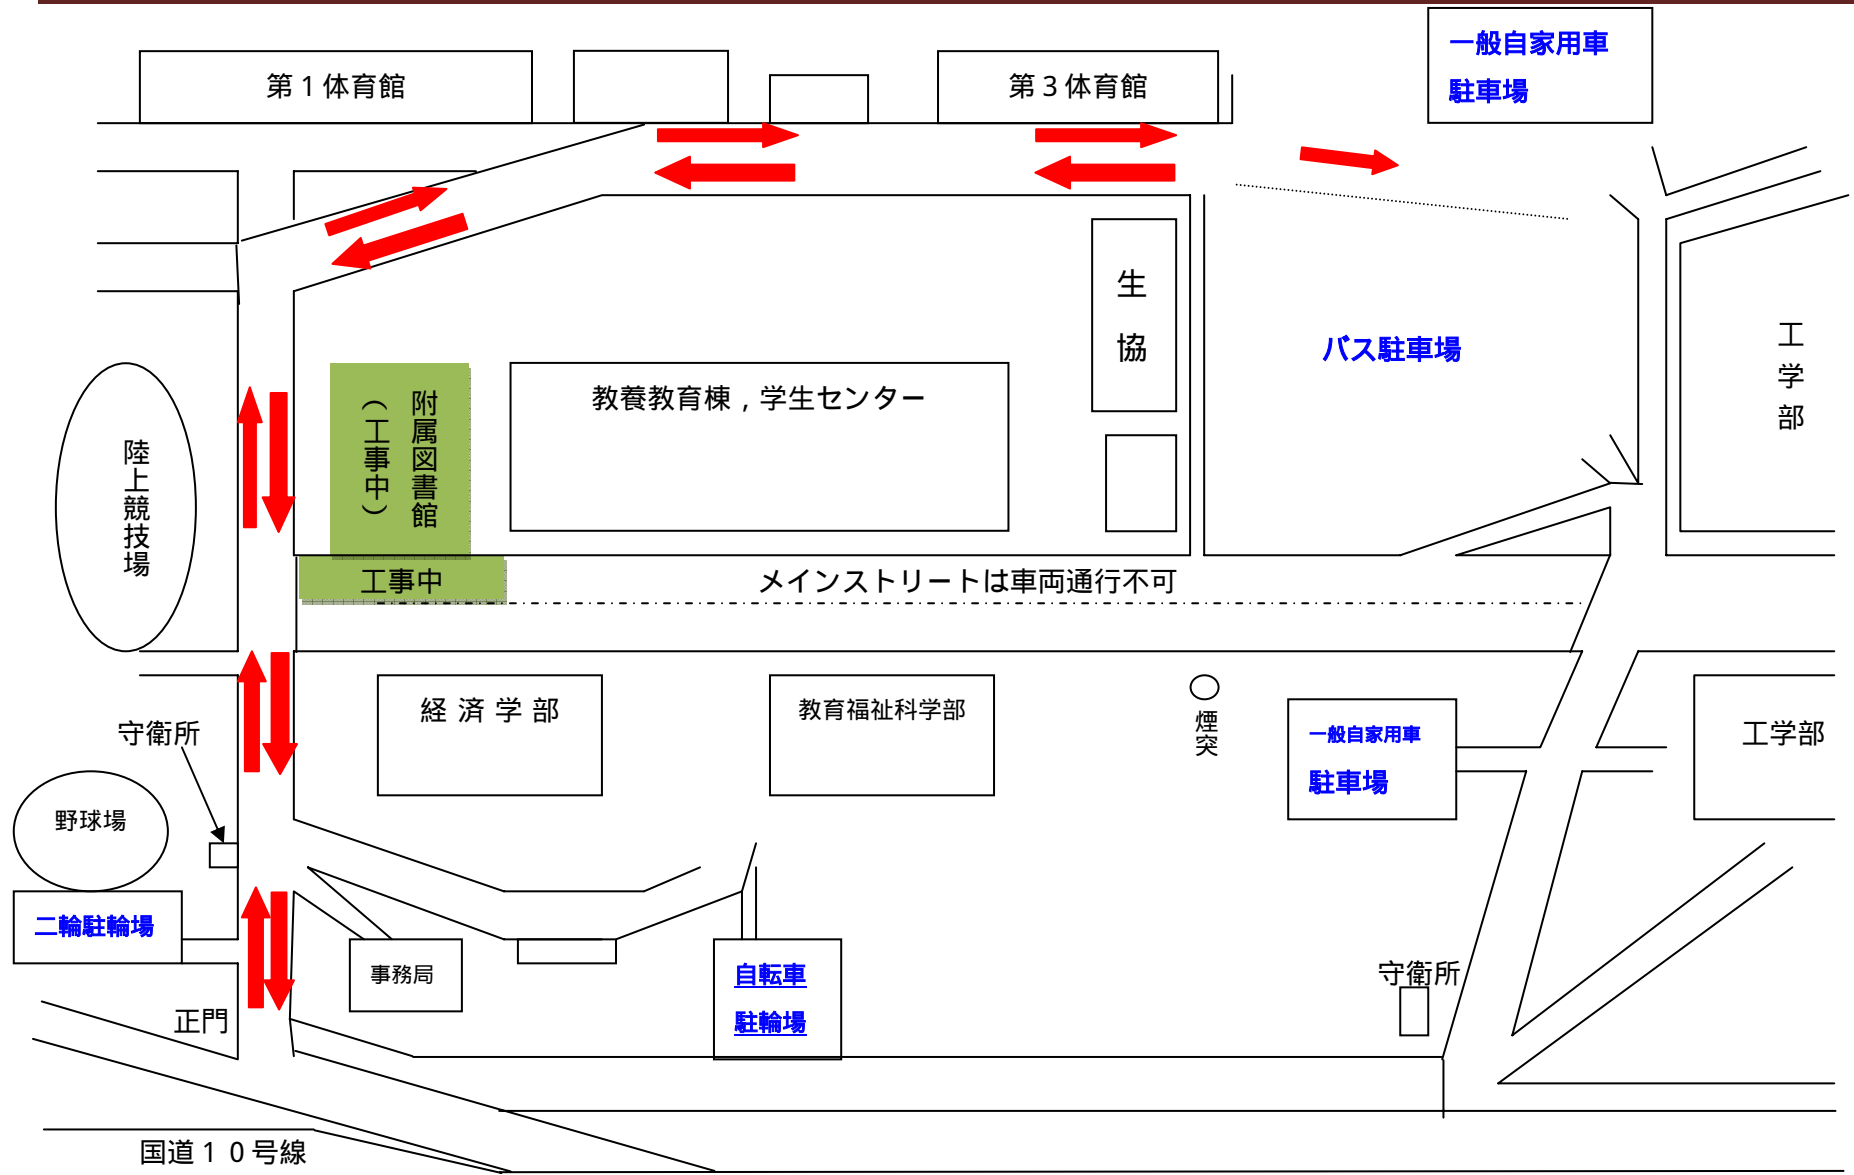 第1体育館
第3体育館
一般自家用車
駐車場
生
協
バス駐車場
工学部
附属図書館
(工事中)
教養教育棟,学生センター
陸上競技場
工事中
メインストリートは車両通行不可
経済学部
教育福祉科学部
煙突
一般自家用車
駐車場
工学部
守衛所
野球場
二輪駐輪場
事務局
自転車
駐輪場
守衛所
正門
国道10号線